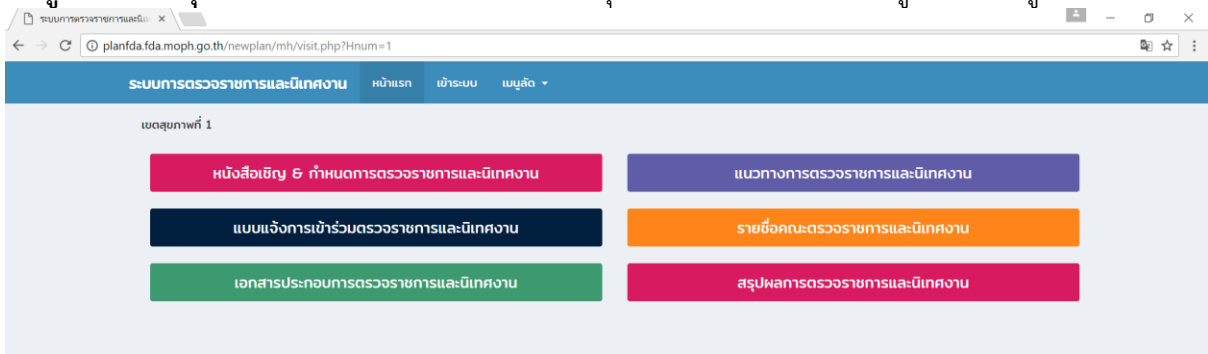 ระบบการตรวจราชการและนิเ
planfda.fda.moph.go.th/newplan/mh/visit.php?Hnum=1
ระบบการตรวจราชการและนิเทศงาน หน้าแรก เข้าระบบ เมนูลัด
เขตสุขภาพที่ 1
หนังสือเชิญ & กำหนดการตรวจราชการและนิเทศงาน
แนวทางการตรวจราชการและนิเทศงาน
แบบแจ้งการเข้าร่วมตรวจราชการและนิเทศงาน
รายชื่อคณะตรวจราชการและนิเทศงาน
เอกสารประกอบการตรวจราชการและนิเทศงาน
สรุปผลการตรวจราชการและนิเทศงาน